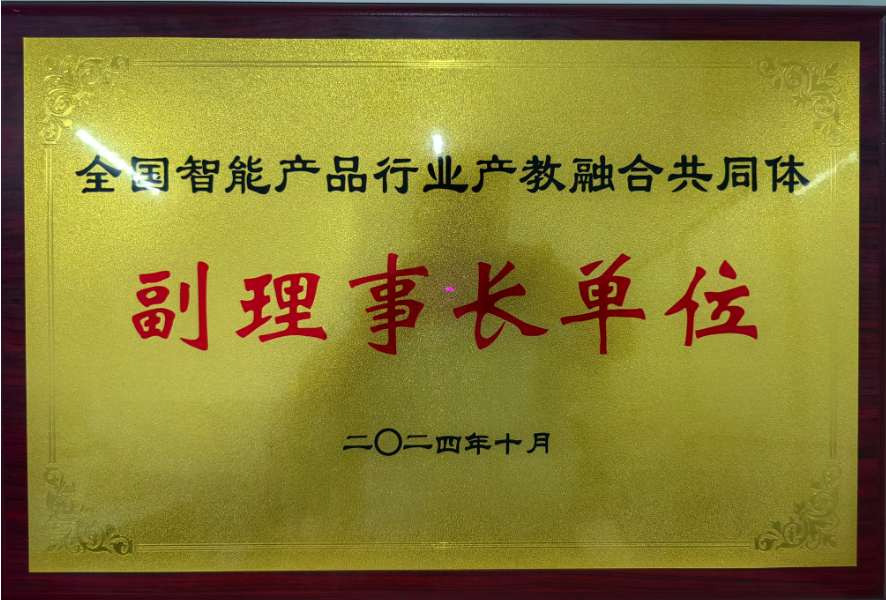 全国智能产品行业产教融合共同体
副理事长单位
二〇二四年十月